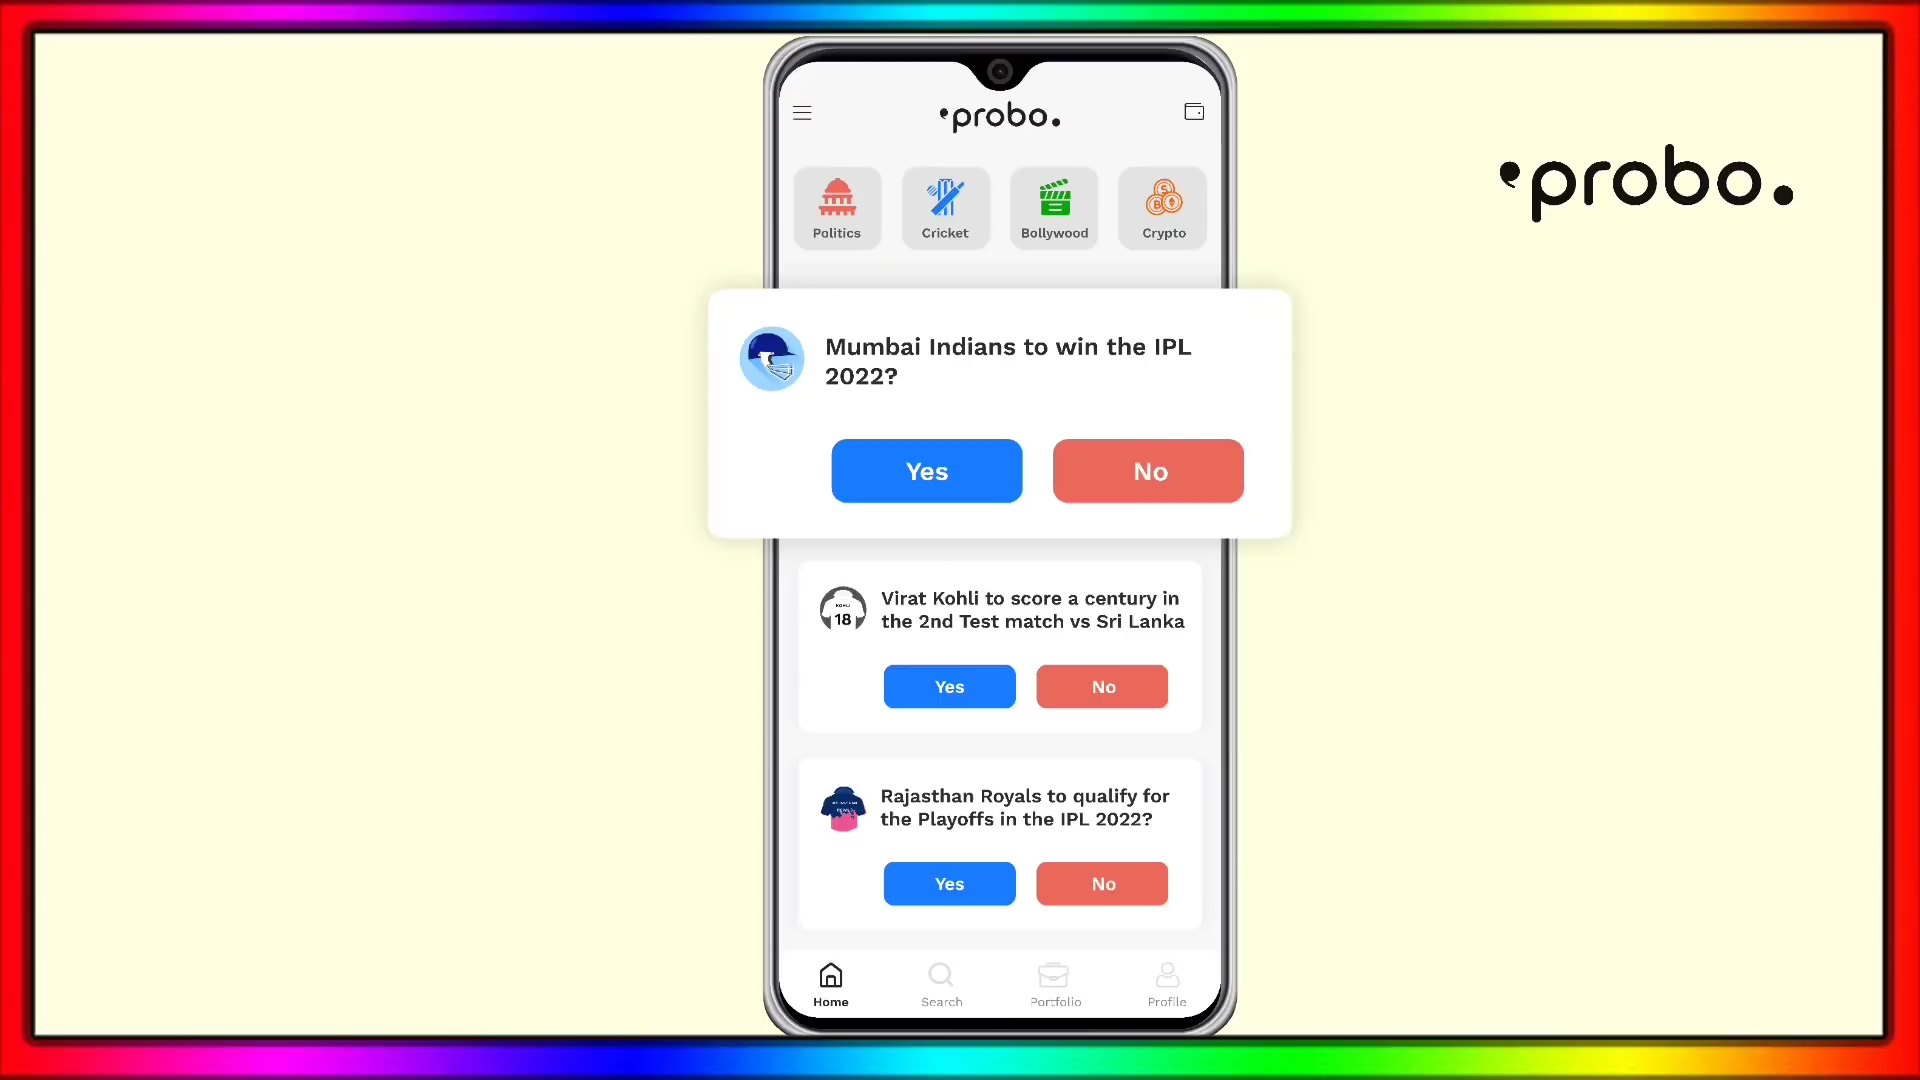 probo.
probo.
Politics
Cricket
Bollywood
Crypto
Mumbai Indians to win the IPL
2022?
Yes
No
KOHLI
18
Virat Kohli to score a century in
the 2nd Test match vs Sri Lanka
Yes
No
Rajasthan Royals to qualify for
the Playoffs in the IPL 2022?
Yes
No
Home
Search
Portfolio
Profile